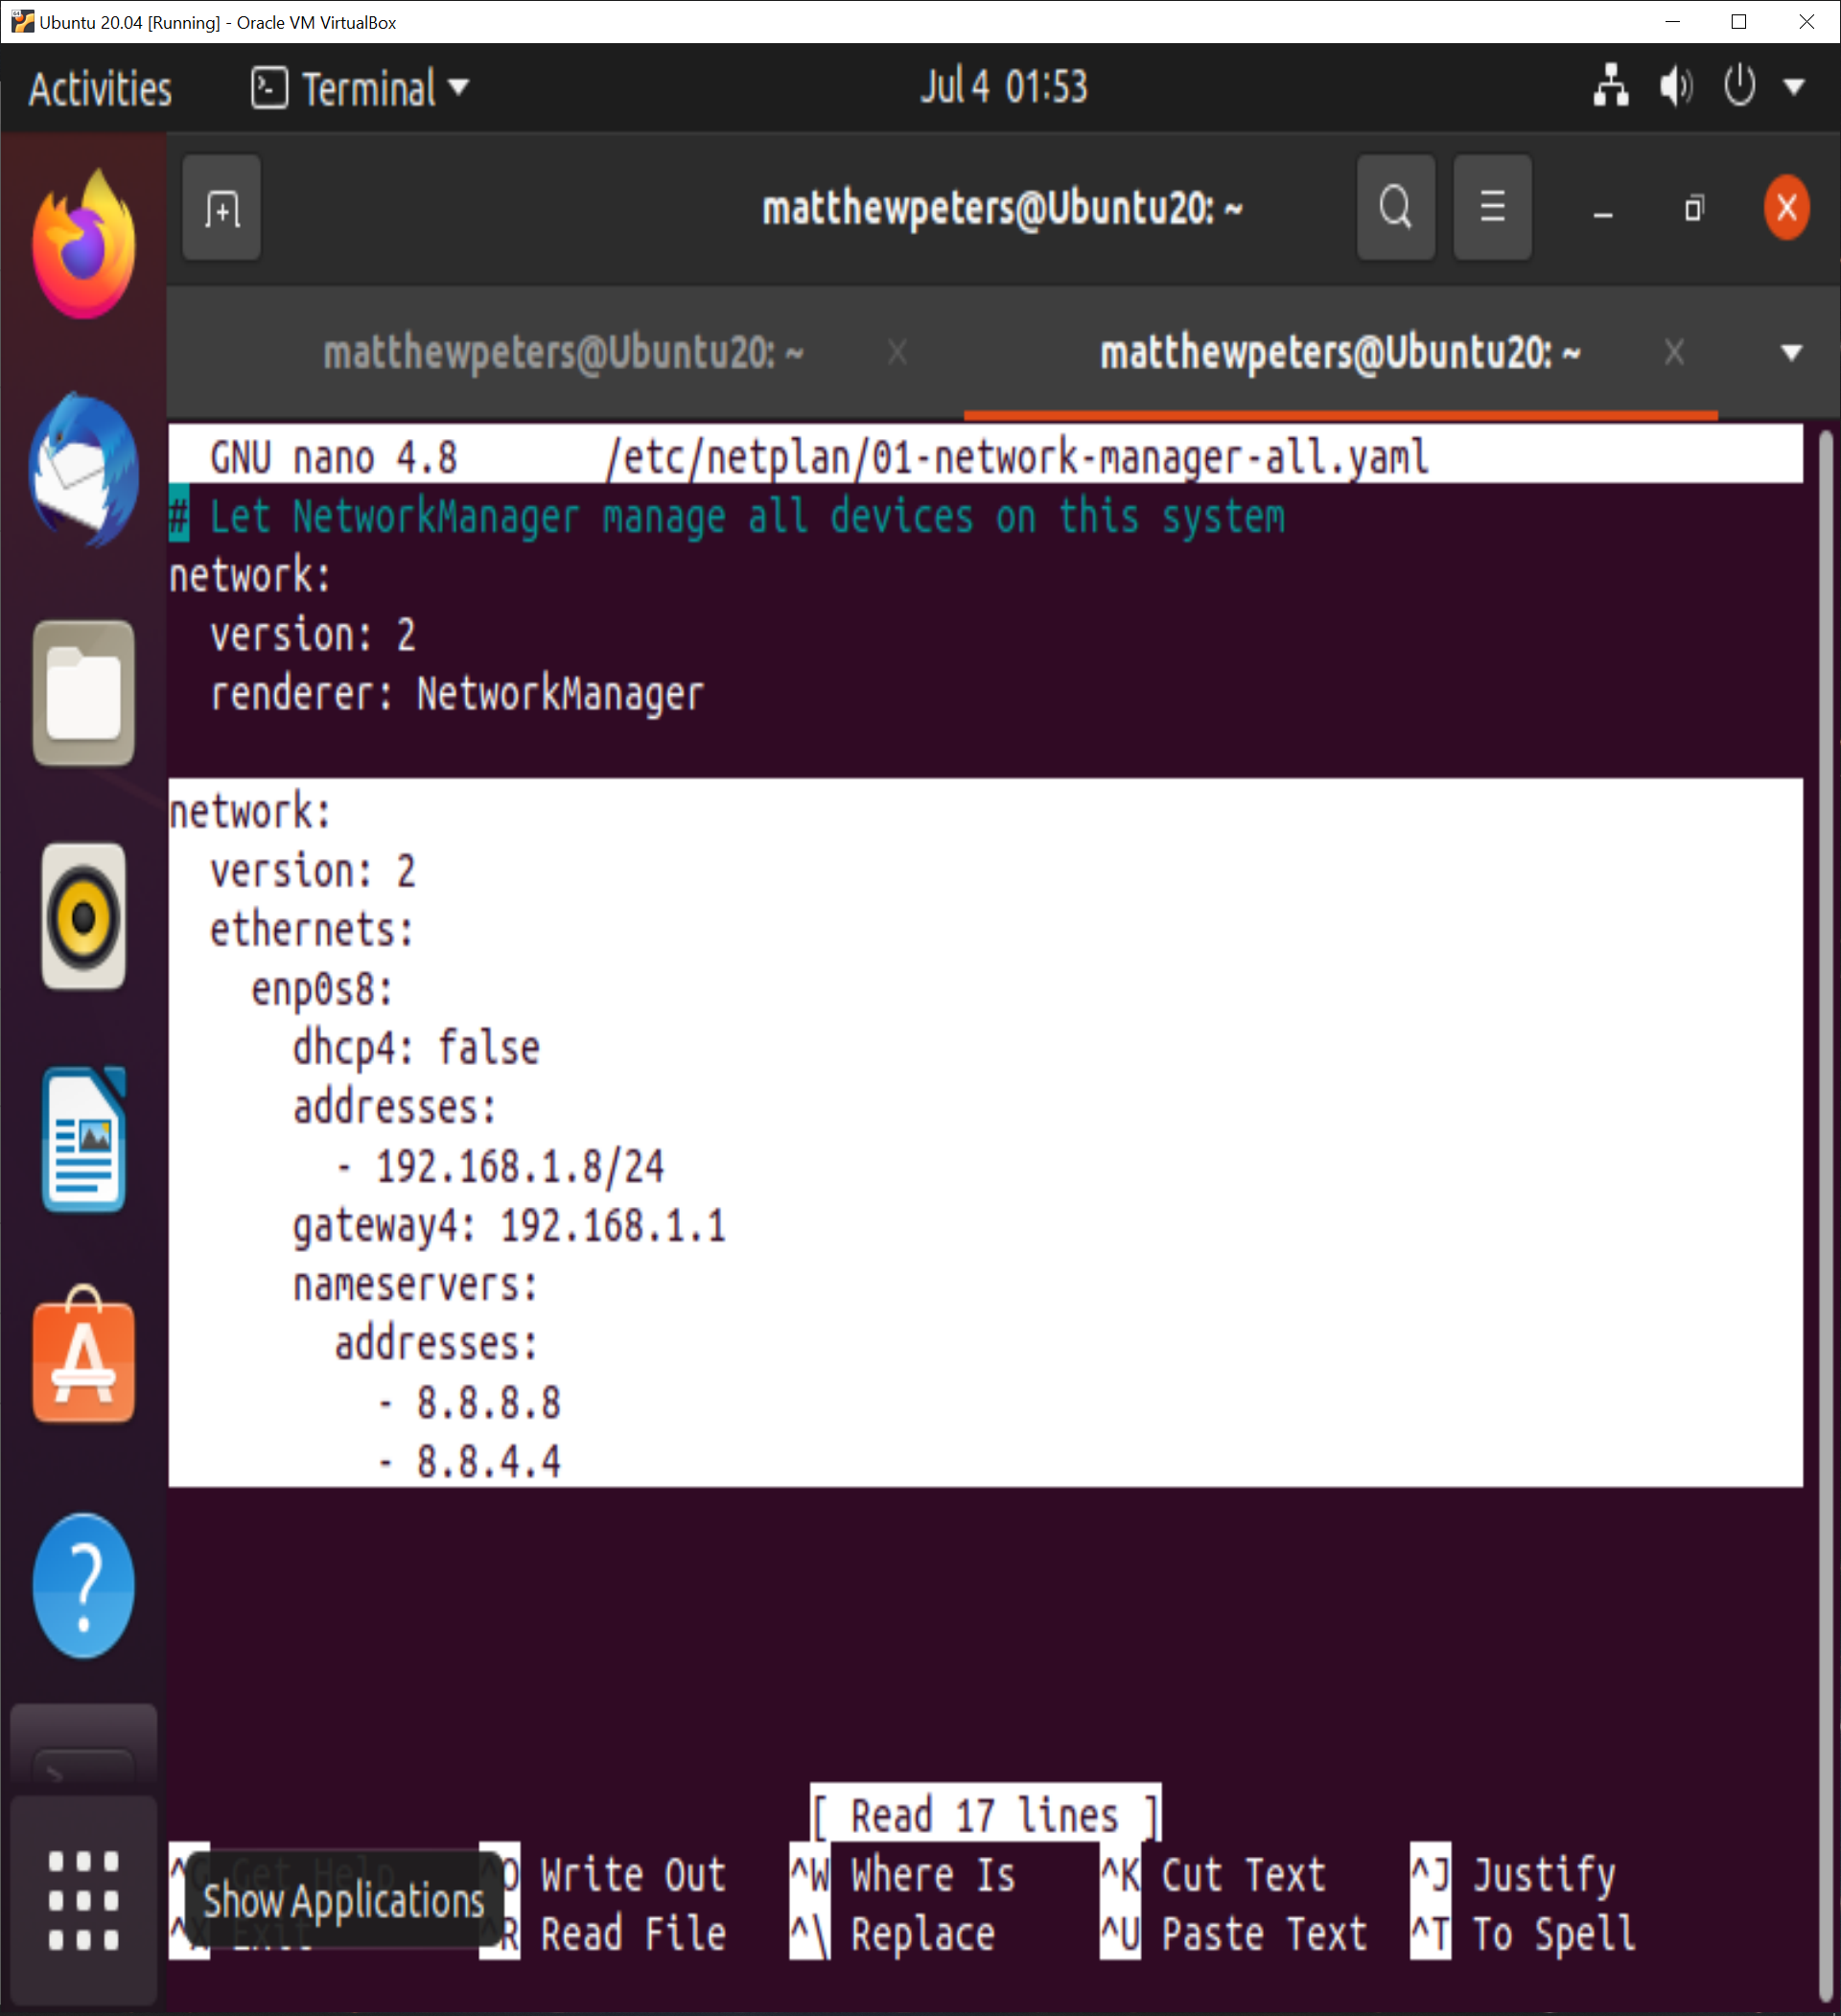 Ubuntu 20.04 [Running] - Oracle VM VirtualBox
Activities Terminal Jul 4 01:53
matthewpeters@Ubuntu20: ~
matthewpeters@Ubuntu20: ~ matthewpeters@Ubuntu20: ~
GNU nano 4.8 /etc/netplan/01-network-manager-all.yaml
# Let NetworkManager manage all devices on this system
network:
  version: 2
  renderer: NetworkManager
network:
  version: 2
  ethernets:
    enp0s8:
      dhcp4: false
      addresses:
        - 192.168.1.8/24
      gateway4: 192.168.1.1
      nameservers:
        addresses:
          - 8.8.8.8
          - 8.8.4.4
[ Read 17 lines ]
Get Help ^O Write Out ^W Where Is ^K Cut Text ^J Justify
Show Applications
Exit ^R Read File ^\ Replace ^U Paste Text ^T To Spell